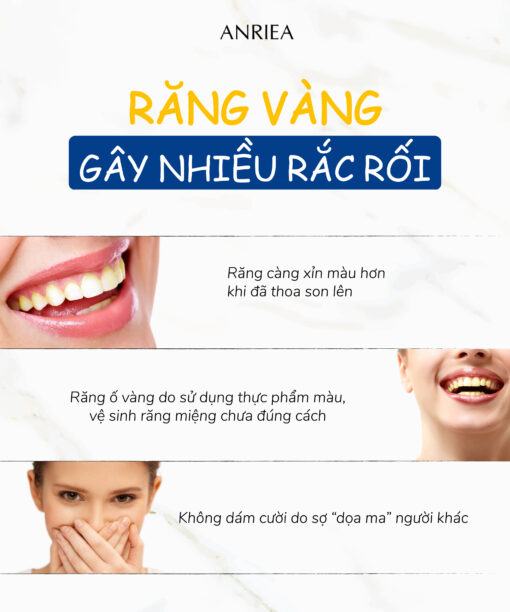 ANRIEA
RĂNG VÀNG
GÂY NHIỀU RẮC RỐI
Răng càng xỉn màu hơn
khi đã thoa son lên
Răng ố vàng do sử dụng thực phẩm màu,
vệ sinh răng miệng chưa đúng cách
Không dám cười do sợ “dọa ma” người khác